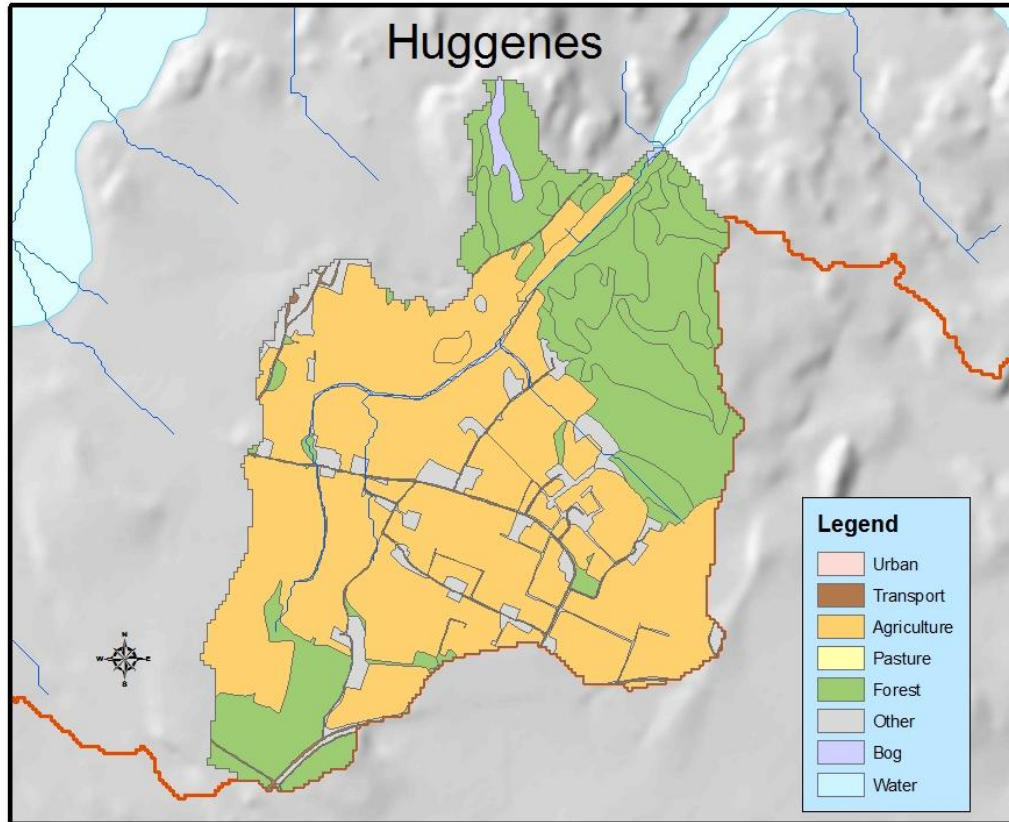 Huggenes
Legend
Urban
Transport
Agriculture
Pasture
Forest
Other
Bog
Water
N
W E
S